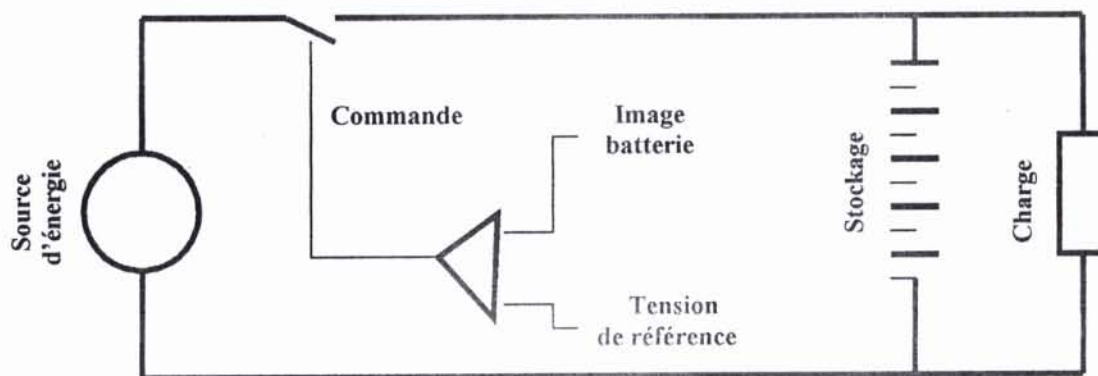 Commande
Image
batterie
Source
d'énergie
Stockage
Charge
Tension
de référence